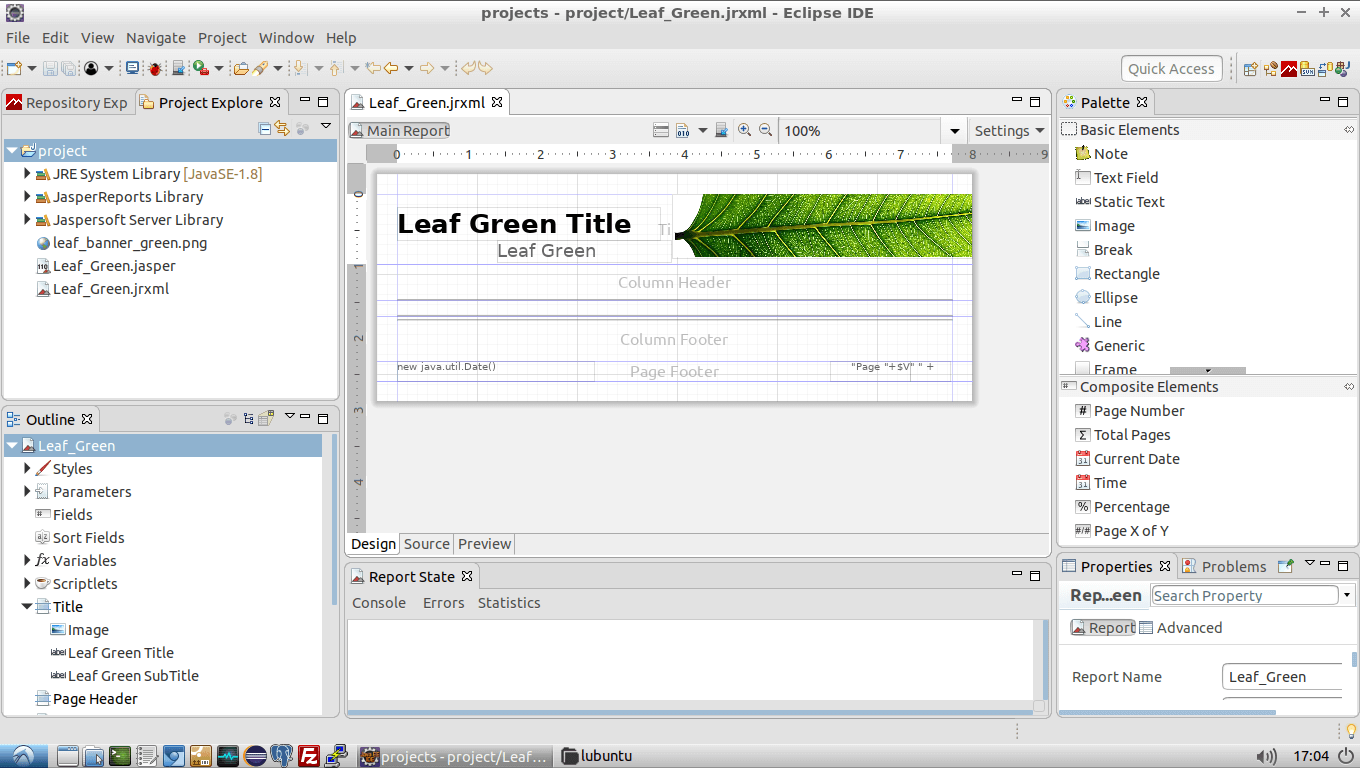 projects - project/Leaf_Green.jrxml - Eclipse IDE
File Edit View Navigate Project Window Help
Quick Access
Repository Exp
Project Explore
project
JRE System Library [JavaSE-1.8]
JasperReports Library
Jaspersoft Server Library
leaf_banner_green.png
Leaf_Green.jasper
Leaf_Green.jrxml
Outline
Leaf_Green
Styles
Parameters
Fields
Sort Fields
Variables
Scriptlets
Title
Image
Leaf Green Title
Leaf Green SubTitle
Page Header
Leaf_Green.jrxml
Main Report
100%
Settings
0 1 2 3 4 5 6 7 8 9
0
1
2
3
4
Leaf Green Title
Ti
Leaf Green
Column Header
Column Footer
new java.util.Date()
Page Footer
"Page "+$V" " +
Design Source Preview
Report State
Console Errors Statistics
Palette
Basic Elements
Note
Text Field
Static Text
Image
Break
Rectangle
Ellipse
Line
Generic
Frame
Composite Elements
Page Number
Total Pages
Current Date
Time
Percentage
Page X of Y
Properties
Problems
Rep...een
Search Property
Report
Advanced
Report Name
Leaf_Green
projects - project/Leaf...
lubuntu
17:04